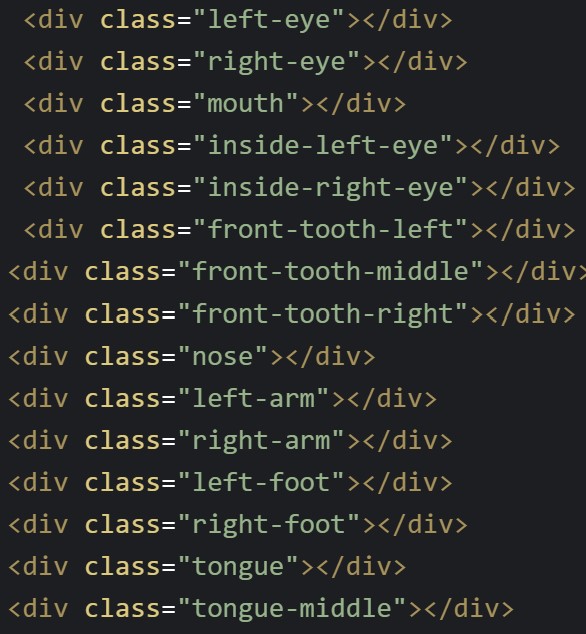 <div class="left-eye"></div>
<div class="right-eye"></div>
<div class="mouth"></div>
<div class="inside-left-eye"></div>
<div class="inside-right-eye"></div>
<div class="front-tooth-left"></div>
<div class="front-tooth-middle"></div>
<div class="front-tooth-right"></div>
<div class="nose"></div>
<div class="left-arm"></div>
<div class="right-arm"></div>
<div class="left-foot"></div>
<div class="right-foot"></div>
<div class="tongue"></div>
<div class="tongue-middle"></div>